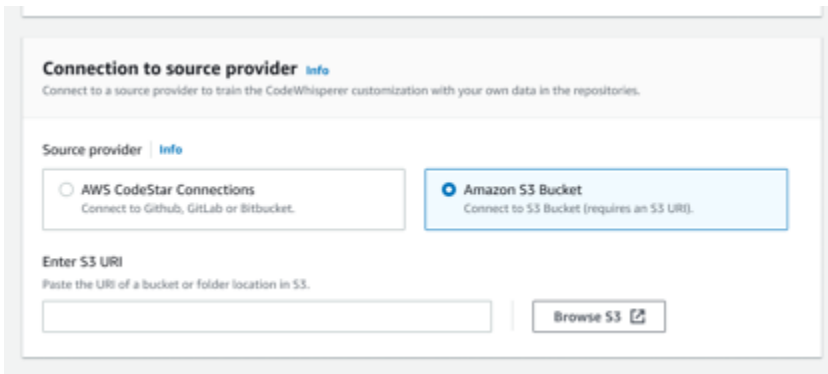 Connection to source provider Info
Connect to a source provider to train the CodeWhisperer customization with your own data in the repositories.
Source provider Info
AWS CodeStar Connections
Connect to Github, GitLab or Bitbucket.
Amazon S3 Bucket
Connect to S3 Bucket (requires an S3 URI).
Enter S3 URI
Paste the URI of a bucket or folder location in S3.
Browse S3